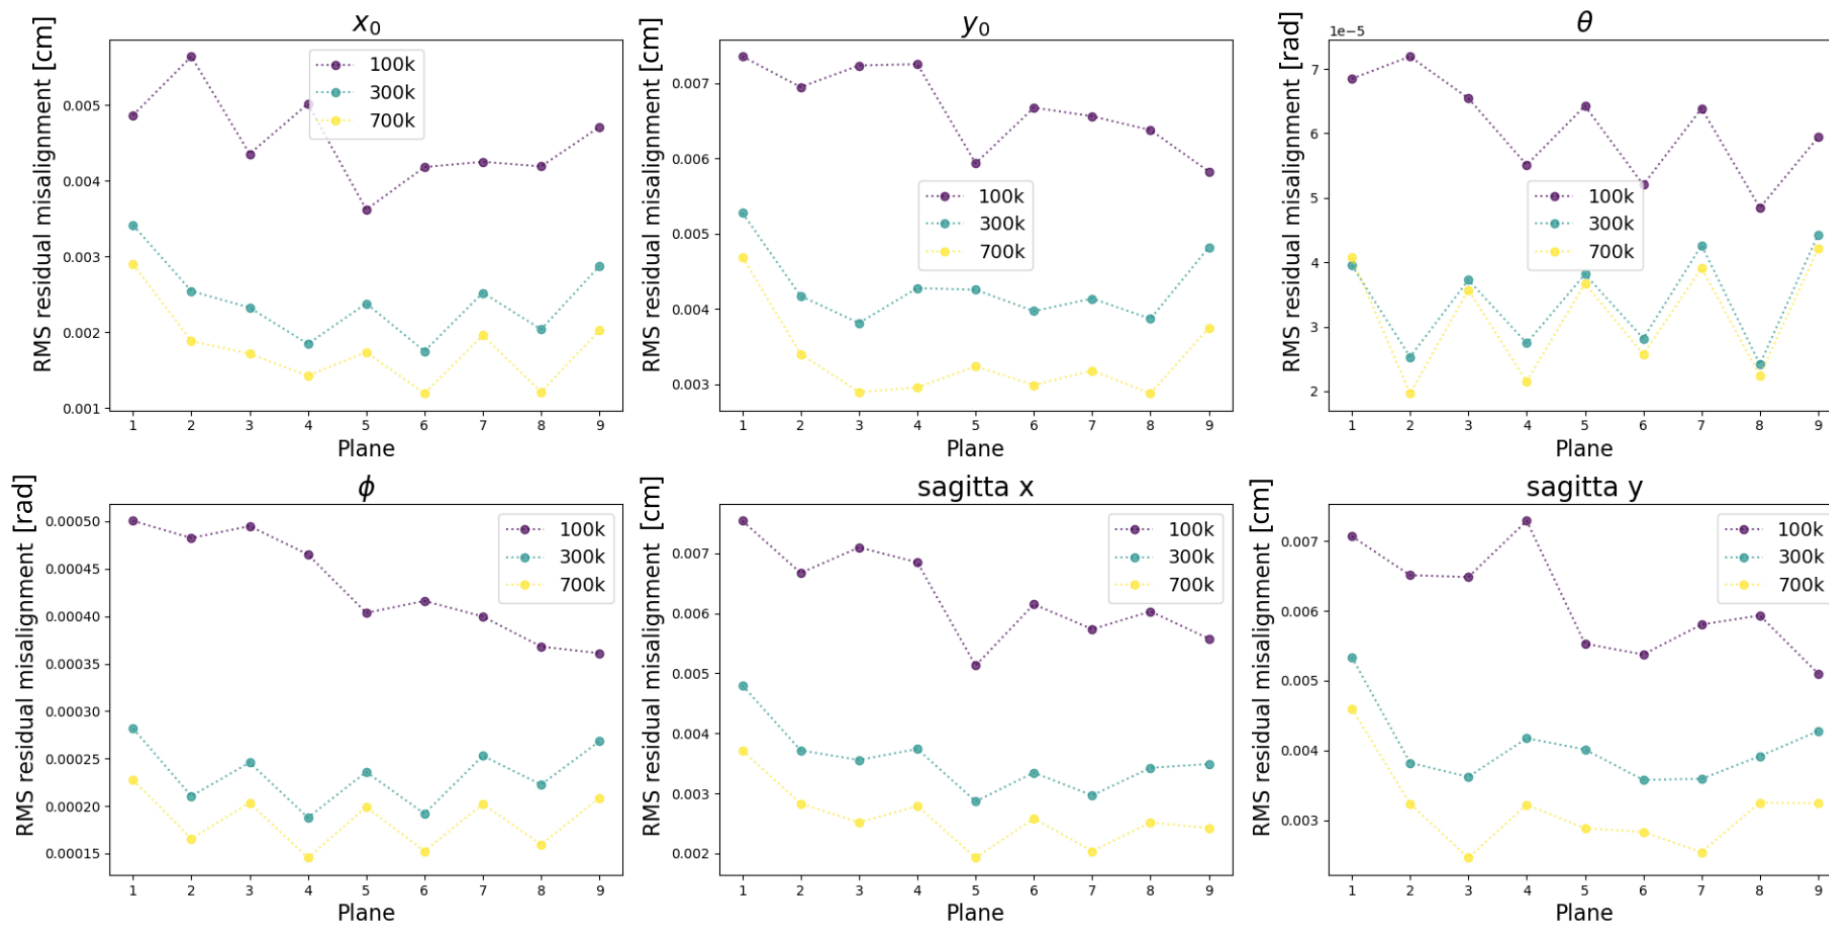 x₀
RMS residual misalignment [cm]
0.005
0.004
0.003
0.002
0.001
100k
300k
700k
1 2 3 4 5 6 7 8 9
Plane
y₀
RMS residual misalignment [cm]
0.007
0.006
0.005
0.004
0.003
100k
300k
700k
1 2 3 4 5 6 7 8 9
Plane
θ
1e−5
RMS residual misalignment [rad]
7
6
5
4
3
2
100k
300k
700k
1 2 3 4 5 6 7 8 9
Plane
ϕ
RMS residual misalignment [rad]
0.00050
0.00045
0.00040
0.00035
0.00030
0.00025
0.00020
0.00015
100k
300k
700k
1 2 3 4 5 6 7 8 9
Plane
sagitta x
RMS residual misalignment [cm]
0.007
0.006
0.005
0.004
0.003
0.002
100k
300k
700k
1 2 3 4 5 6 7 8 9
Plane
sagitta y
RMS residual misalignment [cm]
0.007
0.006
0.005
0.004
0.003
100k
300k
700k
1 2 3 4 5 6 7 8 9
Plane